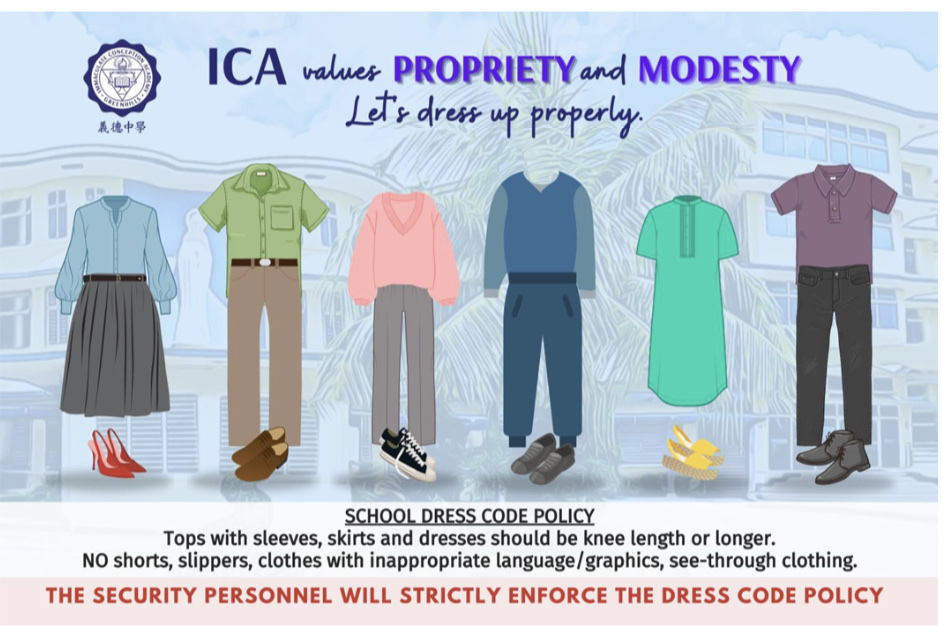 IMMACULATE CONCEPTION ACADEMY
GREENHILLS
義德中學
ICA values PROPRIETY and MODESTY
Let's dress up properly.
SCHOOL DRESS CODE POLICY
Tops with sleeves, skirts and dresses should be knee length or longer.
NO shorts, slippers, clothes with inappropriate language/graphics, see-through clothing.
THE SECURITY PERSONNEL WILL STRICTLY ENFORCE THE DRESS CODE POLICY